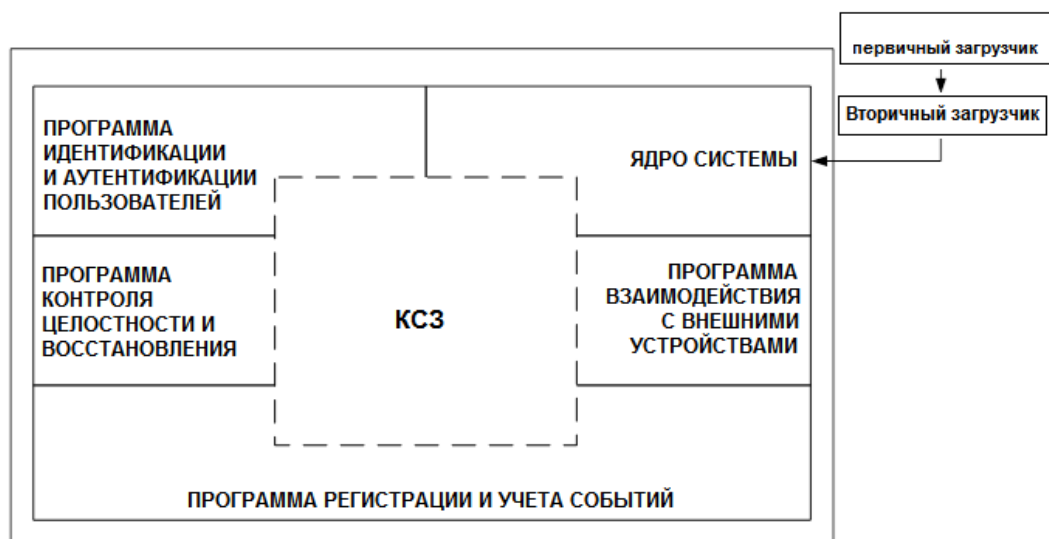 первичный загрузчик
Вторичный загрузчик
ПРОГРАММА
ИДЕНТИФИКАЦИИ
И АУТЕНТИФИКАЦИИ
ПОЛЬЗОВАТЕЛЕЙ
ЯДРО СИСТЕМЫ
ПРОГРАММА
КОНТРОЛЯ
ЦЕЛОСТНОСТИ И
ВОССТАНОВЛЕНИЯ
КСЗ
ПРОГРАММА
ВЗАИМОДЕЙСТВИЯ
С ВНЕШНИМИ
УСТРОЙСТВАМИ
ПРОГРАММА РЕГИСТРАЦИИ И УЧЕТА СОБЫТИЙ